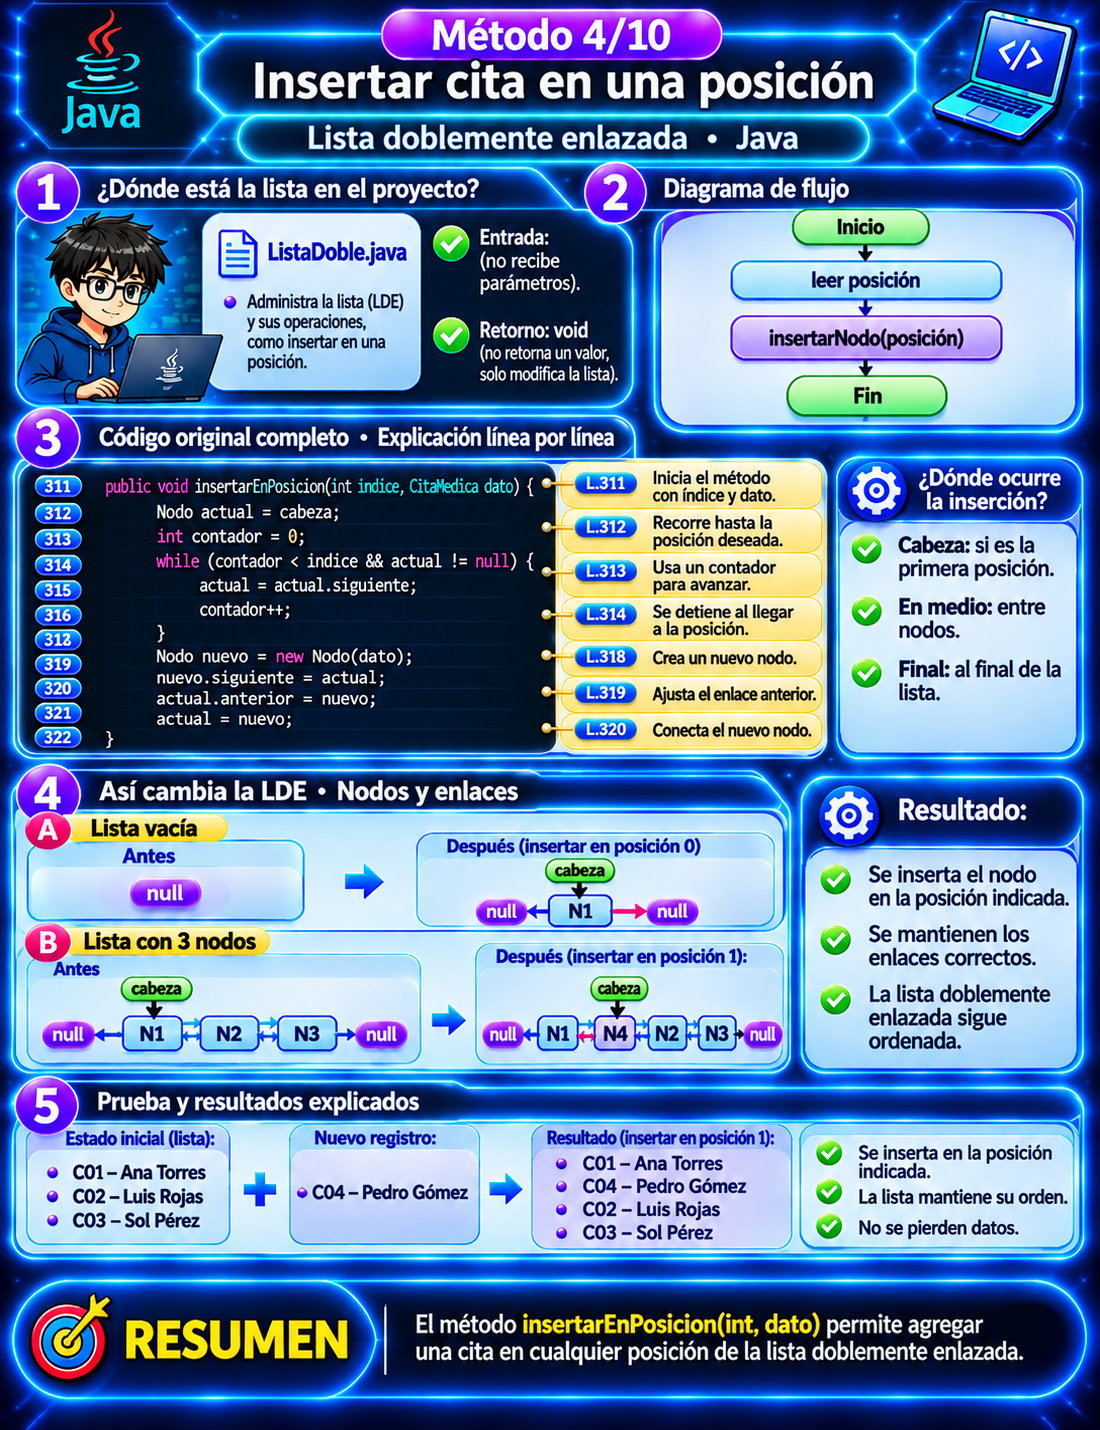 Java
Método 4/10
Insertar cita en una posición
Lista doblemente enlazada • Java
</>
1
¿Dónde está la lista en el proyecto?
ListaDoble.java
Administra la lista (LDE)
y sus operaciones,
como insertar en una
posición.
Entrada:
(no recibe
parámetros).
Retorno: void
(no retorna un valor,
solo modifica la lista).
2
Diagrama de flujo
Inicio
leer posición
insertarNodo(posición)
Fin
3
Código original completo • Explicación línea por línea
311 public void insertarEnPosicion(int indice, CitaMedica dato) {
312 Nodo actual = cabeza;
313 int contador = 0;
314 while (contador < indice && actual != null) {
315 actual = actual.siguiente;
316 contador++;
318 }
319 Nodo nuevo = new Nodo(dato);
320 nuevo.siguiente = actual;
actual.anterior = nuevo;
321 actual = nuevo;
322 }
L.311 Inicia el método
con índice y dato.
L.312 Recorre hasta la
posición deseada.
L.313 Usa un contador
para avanzar.
L.314 Se detiene al llegar
a la posición.
L.318 Crea un nuevo nodo.
L.319 Ajusta el enlace anterior.
L.320 Conecta el nuevo nodo.
¿Dónde ocurre
la inserción?
Cabeza: si es la
primera posición.
En medio: entre
nodos.
Final: al final de la
lista.
4
Así cambia la LDE • Nodos y enlaces
A Lista vacía
Antes
null
Después (insertar en posición 0)
cabeza
null N1 null
B Lista con 3 nodos
Antes
cabeza
null N1 N2 N3 null
Después (insertar en posición 1):
cabeza
null N1 N4 N2 N3 null
Resultado:
Se inserta el nodo
en la posición indicada.
Se mantienen los
enlaces correctos.
La lista doblemente
enlazada sigue
ordenada.
5
Prueba y resultados explicados
Estado inicial (lista):
C01 – Ana Torres
C02 – Luis Rojas
C03 – Sol Pérez
Nuevo registro:
C04 – Pedro Gómez
Resultado (insertar en posición 1):
C01 – Ana Torres
C04 – Pedro Gómez
C02 – Luis Rojas
C03 – Sol Pérez
Se inserta en la posición
indicada.
La lista mantiene su orden.
No se pierden datos.
RESUMEN
El método insertarEnPosicion(int, dato) permite agregar
una cita en cualquier posición de la lista doblemente enlazada.